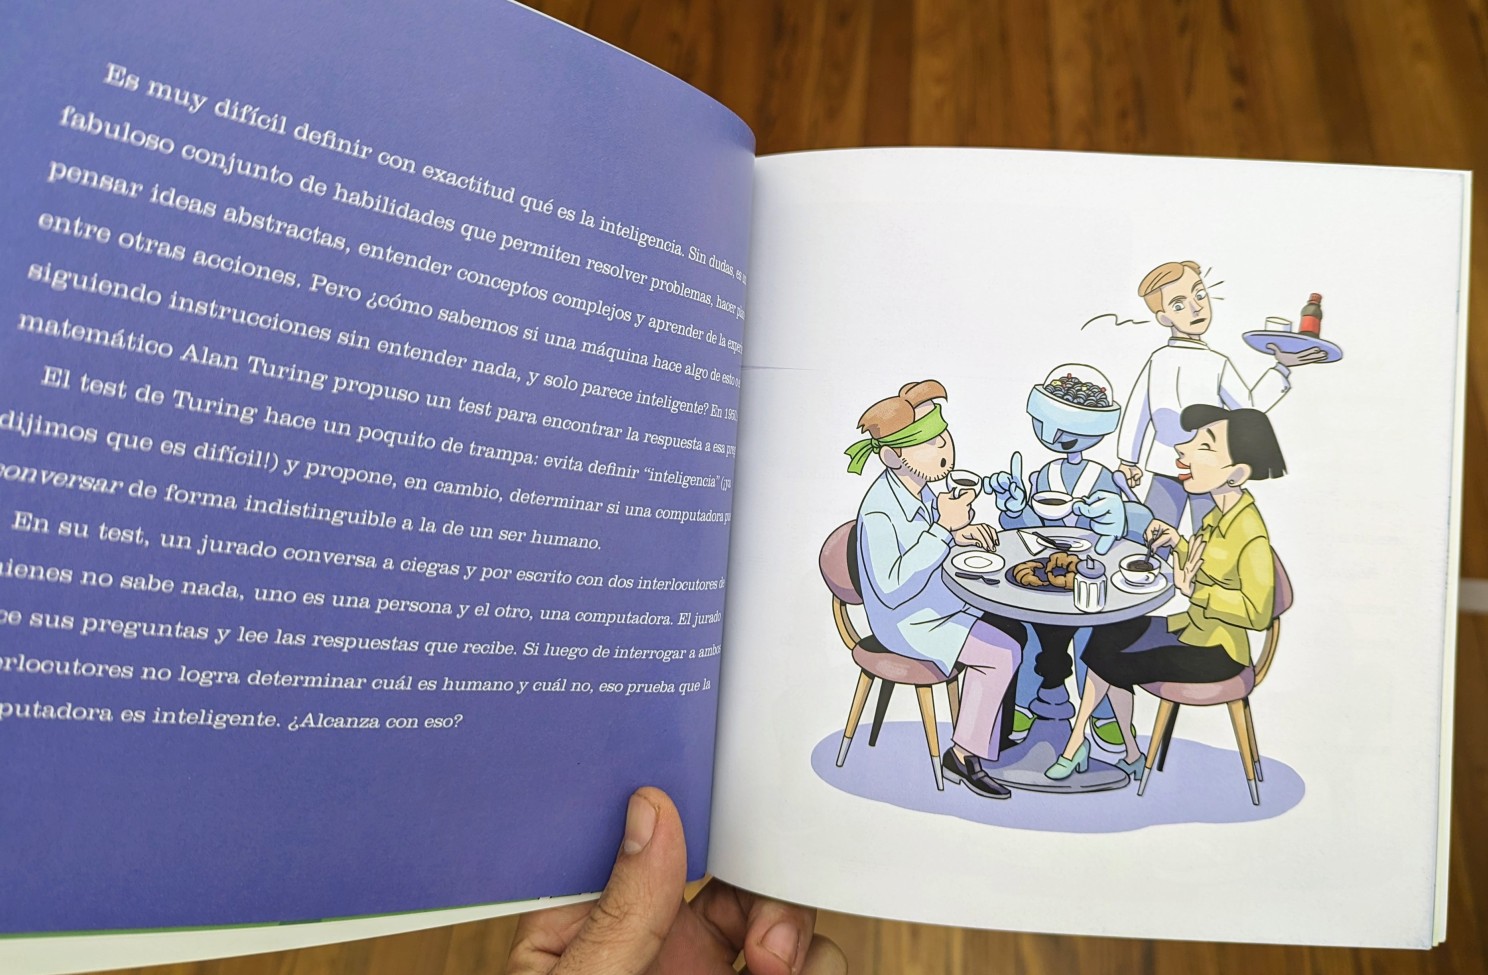 Es muy difícil definir con exactitud qué es la inteligencia. Sin dudas, es un
fabuloso conjunto de habilidades que permiten resolver problemas, hacer
pensar ideas abstractas, entender conceptos complejos y aprender de la
entre otras acciones. Pero ¿cómo sabemos si una máquina hace algo de esto
siguiendo instrucciones sin entender nada, y solo parece inteligente? En 1950,
matemático Alan Turing propuso un test para encontrar la respuesta a esa
El test de Turing hace un poquito de trampa: evita definir “inteligencia” (¡ya
dijimos que es difícil!) y propone, en cambio, determinar si una computadora
conversar de forma indistinguible a la de un ser humano.
En su test, un jurado conversa a ciegas y por escrito con dos interlocutores de
no sabe nada, uno es una persona y el otro, una computadora. El jurado
sus preguntas y lee las respuestas que recibe. Si luego de interrogar a ambos
no logra determinar cuál es humano y cuál no, eso prueba que la
es inteligente. ¿Alcanza con eso?